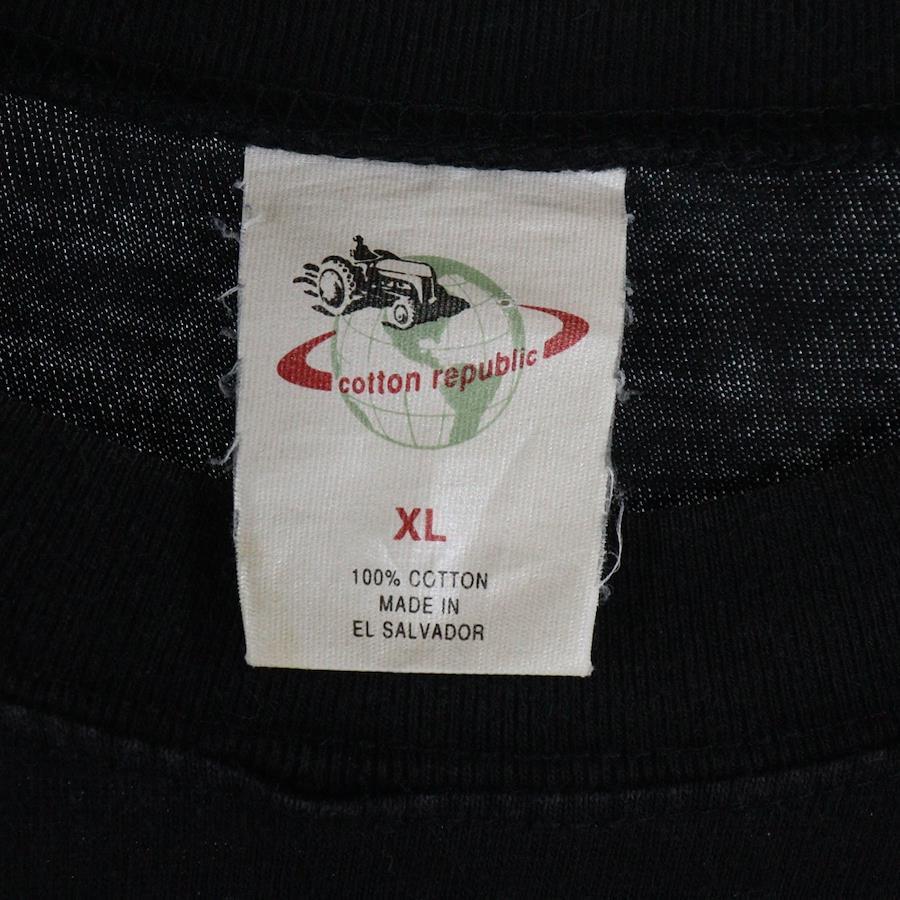 cotton republic
XL
100% COTTON
MADE IN
EL SALVADOR